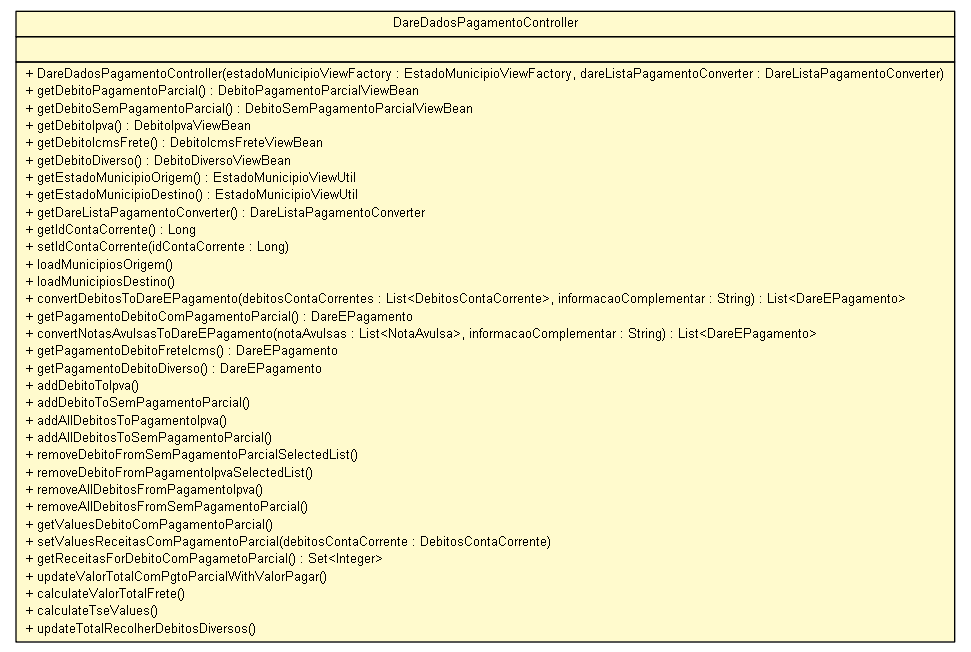 DareDadosPagamentoController
+ DareDadosPagamentoController(estadoMunicipioViewFactory : EstadoMunicipioViewFactory, dareListaPagamentoConverter : DareListaPagamentoConverter)
+ getDebitoPagamentoParcial() : DebitoPagamentoParcialViewBean
+ getDebitoSemPagamentoParcial() : DebitoSemPagamentoParcialViewBean
+ getDebitoIpva() : DebitoIpvaViewBean
+ getDebitoIcmsFrete() : DebitoIcmsFreteViewBean
+ getDebitoDiverso() : DebitoDiversoViewBean
+ getEstadoMunicipioOrigem() : EstadoMunicipioViewUtil
+ getEstadoMunicipioDestino() : EstadoMunicipioViewUtil
+ getDareListaPagamentoConverter() : DareListaPagamentoConverter
+ getIdContaCorrente() : Long
+ setIdContaCorrente(idContaCorrente : Long)
+ loadMunicipiosOrigem()
+ loadMunicipiosDestino()
+ convertDebitosToDareEPagamento(debitosContaCorrentes : List<DebitosContaCorrente>, informacaoComplementar : String) : List<DareEPagamento>
+ getPagamentoDebitoComPagamentoParcial() : DareEPagamento
+ convertNotasAvulsasToDareEPagamento(notaAvulsas : List<NotaAvulsa>, informacaoComplementar : String) : List<DareEPagamento>
+ getPagamentoDebitoFreteIcms() : DareEPagamento
+ getPagamentoDebitoDiverso() : DareEPagamento
+ addDebitoToIpva()
+ addDebitoToSemPagamentoParcial()
+ addAllDebitosToPagamentoIpva()
+ addAllDebitosToSemPagamentoParcial()
+ removeDebitoFromSemPagamentoParcialSelectedList()
+ removeDebitoFromPagamentoIpvaSelectedList()
+ removeAllDebitosFromPagamentoIpva()
+ removeAllDebitosFromSemPagamentoParcial()
+ getValuesDebitoComPagamentoParcial()
+ setValuesReceitasComPagamentoParcial(debitosContaCorrente : DebitosContaCorrente)
+ getReceitasForDebitoComPagametoParcial() : Set<Integer>
+ updateValorTotalComPgtoParcialWithValorPagar()
+ calculateValorTotalFrete()
+ calculateTseValues()
+ updateTotalRecolherDebitosDiversos()